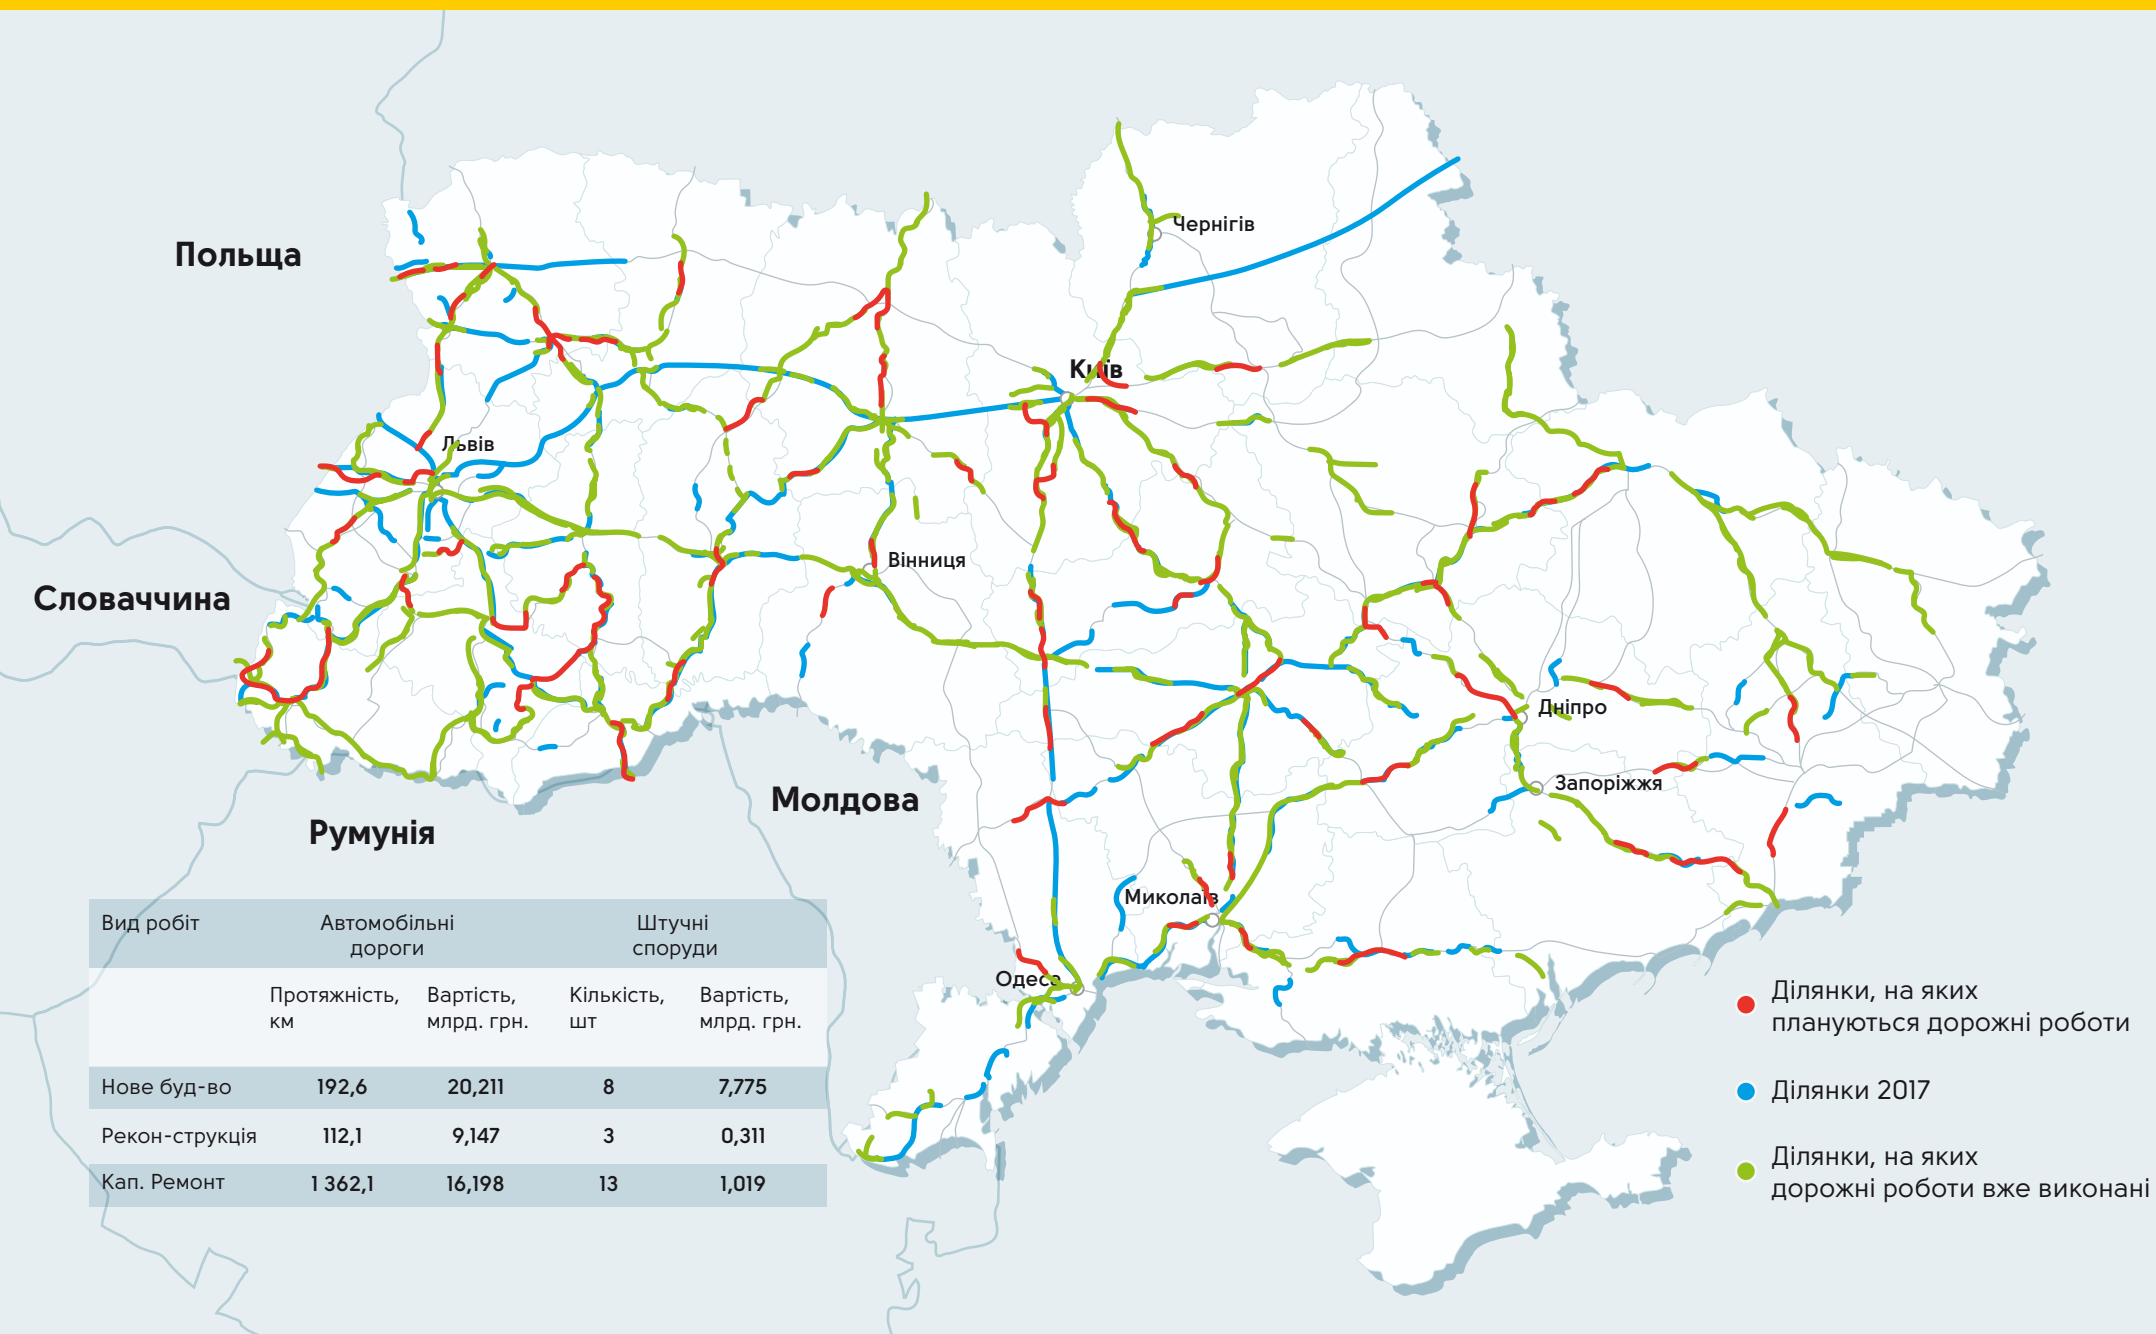 Чернігів
Польща
Київ
Львів
Вінниця
Словаччина
Дніпро
Запоріжжя
Молдова
Румунія
Миколаїв
Одеса
Вид робіт
Автомобільні
дороги
Штучні
споруди
Протяжність,
км
Вартість,
млрд. грн.
Кількість,
шт
Вартість,
млрд. грн.
Нове буд-во 192,6 20,211 8 7,775
Рекон-струкція 112,1 9,147 3 0,311
Кап. Ремонт 1 362,1 16,198 13 1,019
Ділянки, на яких
плануються дорожні роботи
Ділянки 2017
Ділянки, на яких
дорожні роботи вже виконані